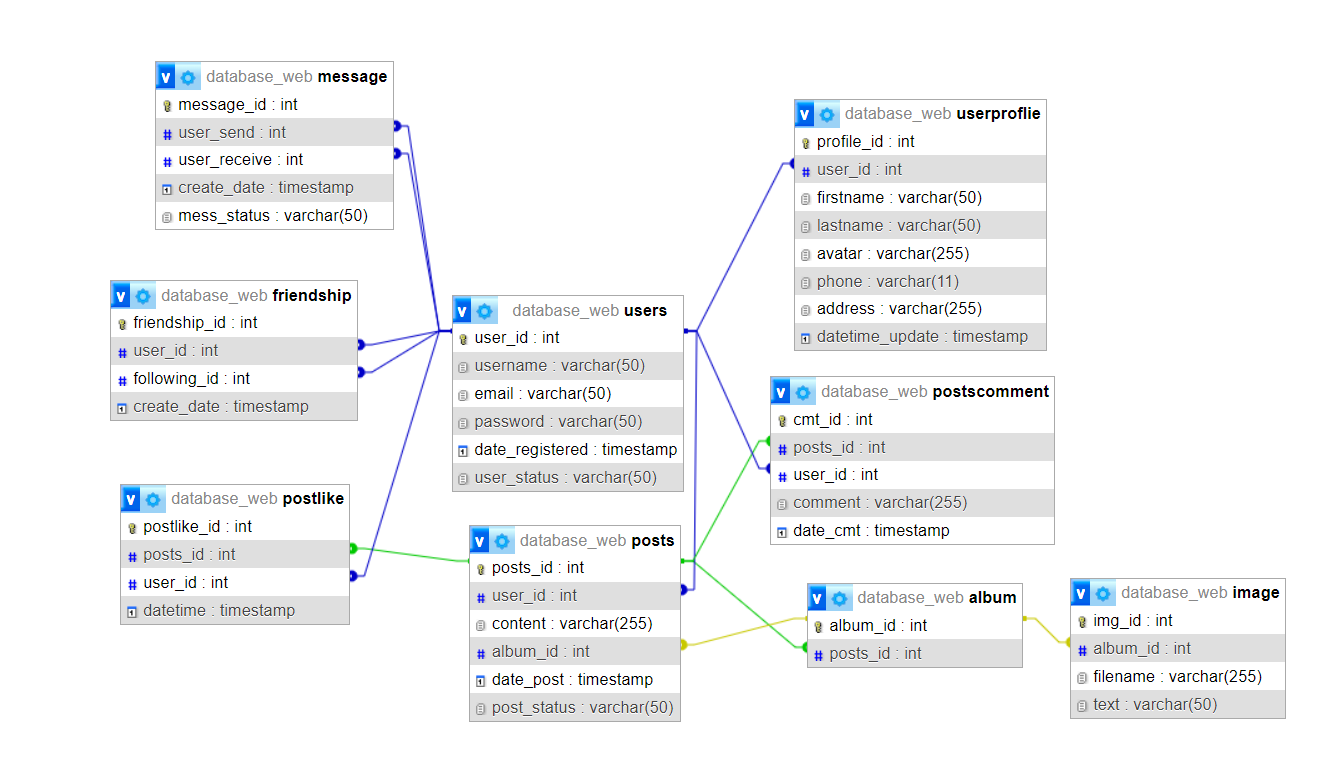 database_web message
message_id : int
user_send : int
user_receive : int
create_date : timestamp
mess_status : varchar(50)
database_web friendship
friendship_id : int
user_id : int
following_id : int
create_date : timestamp
database_web postlike
postlike_id : int
posts_id : int
user_id : int
datetime : timestamp
database_web users
user_id : int
username : varchar(50)
email : varchar(50)
password : varchar(50)
date_registered : timestamp
user_status : varchar(50)
database_web posts
posts_id : int
user_id : int
content : varchar(255)
album_id : int
date_post : timestamp
post_status : varchar(50)
database_web userproflie
profile_id : int
user_id : int
firstname : varchar(50)
lastname : varchar(50)
avatar : varchar(255)
phone : varchar(11)
address : varchar(255)
datetime_update : timestamp
database_web postscomment
cmt_id : int
posts_id : int
user_id : int
comment : varchar(255)
date_cmt : timestamp
database_web album
album_id : int
posts_id : int
database_web image
img_id : int
album_id : int
filename : varchar(255)
text : varchar(50)